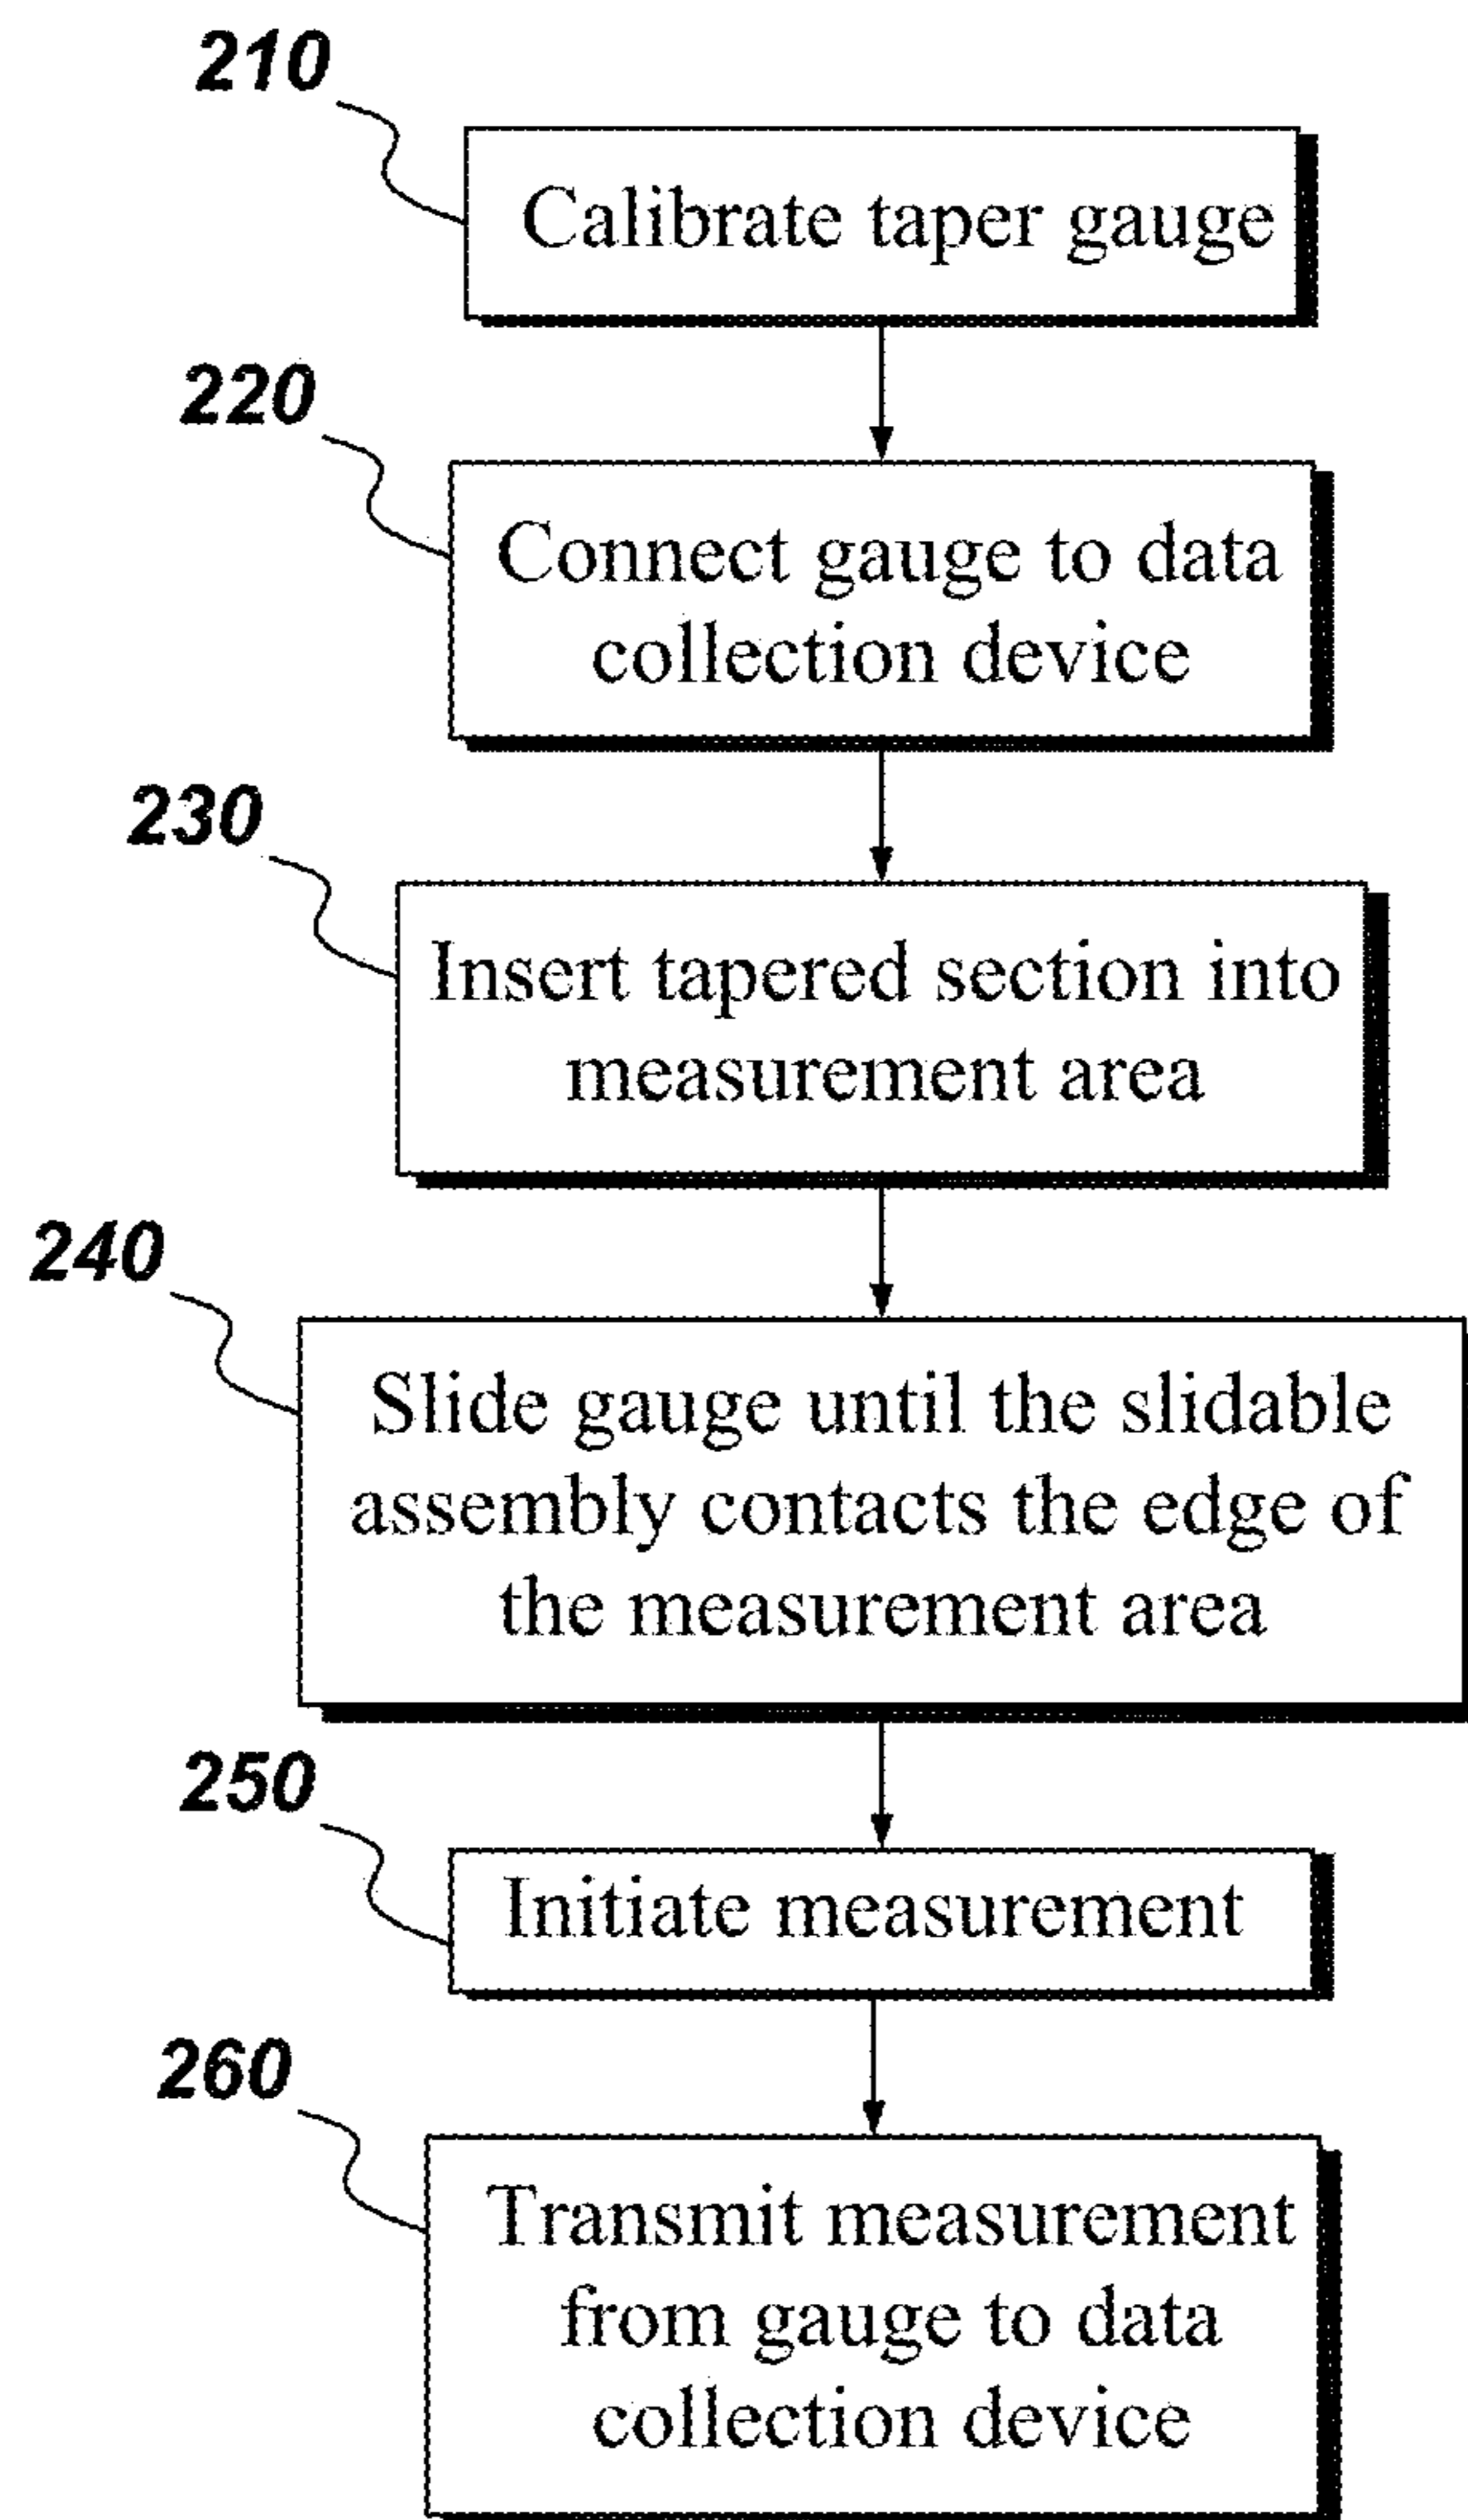 210
Calibrate taper gauge
220
Connect gauge to data
collection device
230
Insert tapered section into
measurement area
240
Slide gauge until the slidable
assembly contacts the edge of
the measurement area
250
Initiate measurement
260
Transmit measurement
from gauge to data
collection device